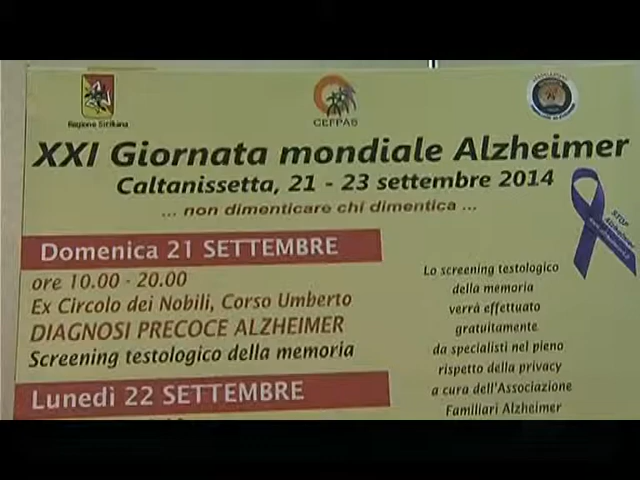 Regione Siciliana
CEFPAS
XXI Giornata mondiale Alzheimer
Caltanissetta, 21 - 23 settembre 2014
... non dimenticare chi dimentica ...
STOP
Alzheimer
Domenica 21 SETTEMBRE
ore 10.00 - 20.00
Ex Circolo dei Nobili, Corso Umberto
DIAGNOSI PRECOCE ALZHEIMER
Screening testologico della memoria
Lunedì 22 SETTEMBRE
Lo screening testologico
della memoria
verrà effettuato
gratuitamente
da specialisti nel pieno
rispetto della privacy
a cura dell'Associazione
Familiari Alzheimer